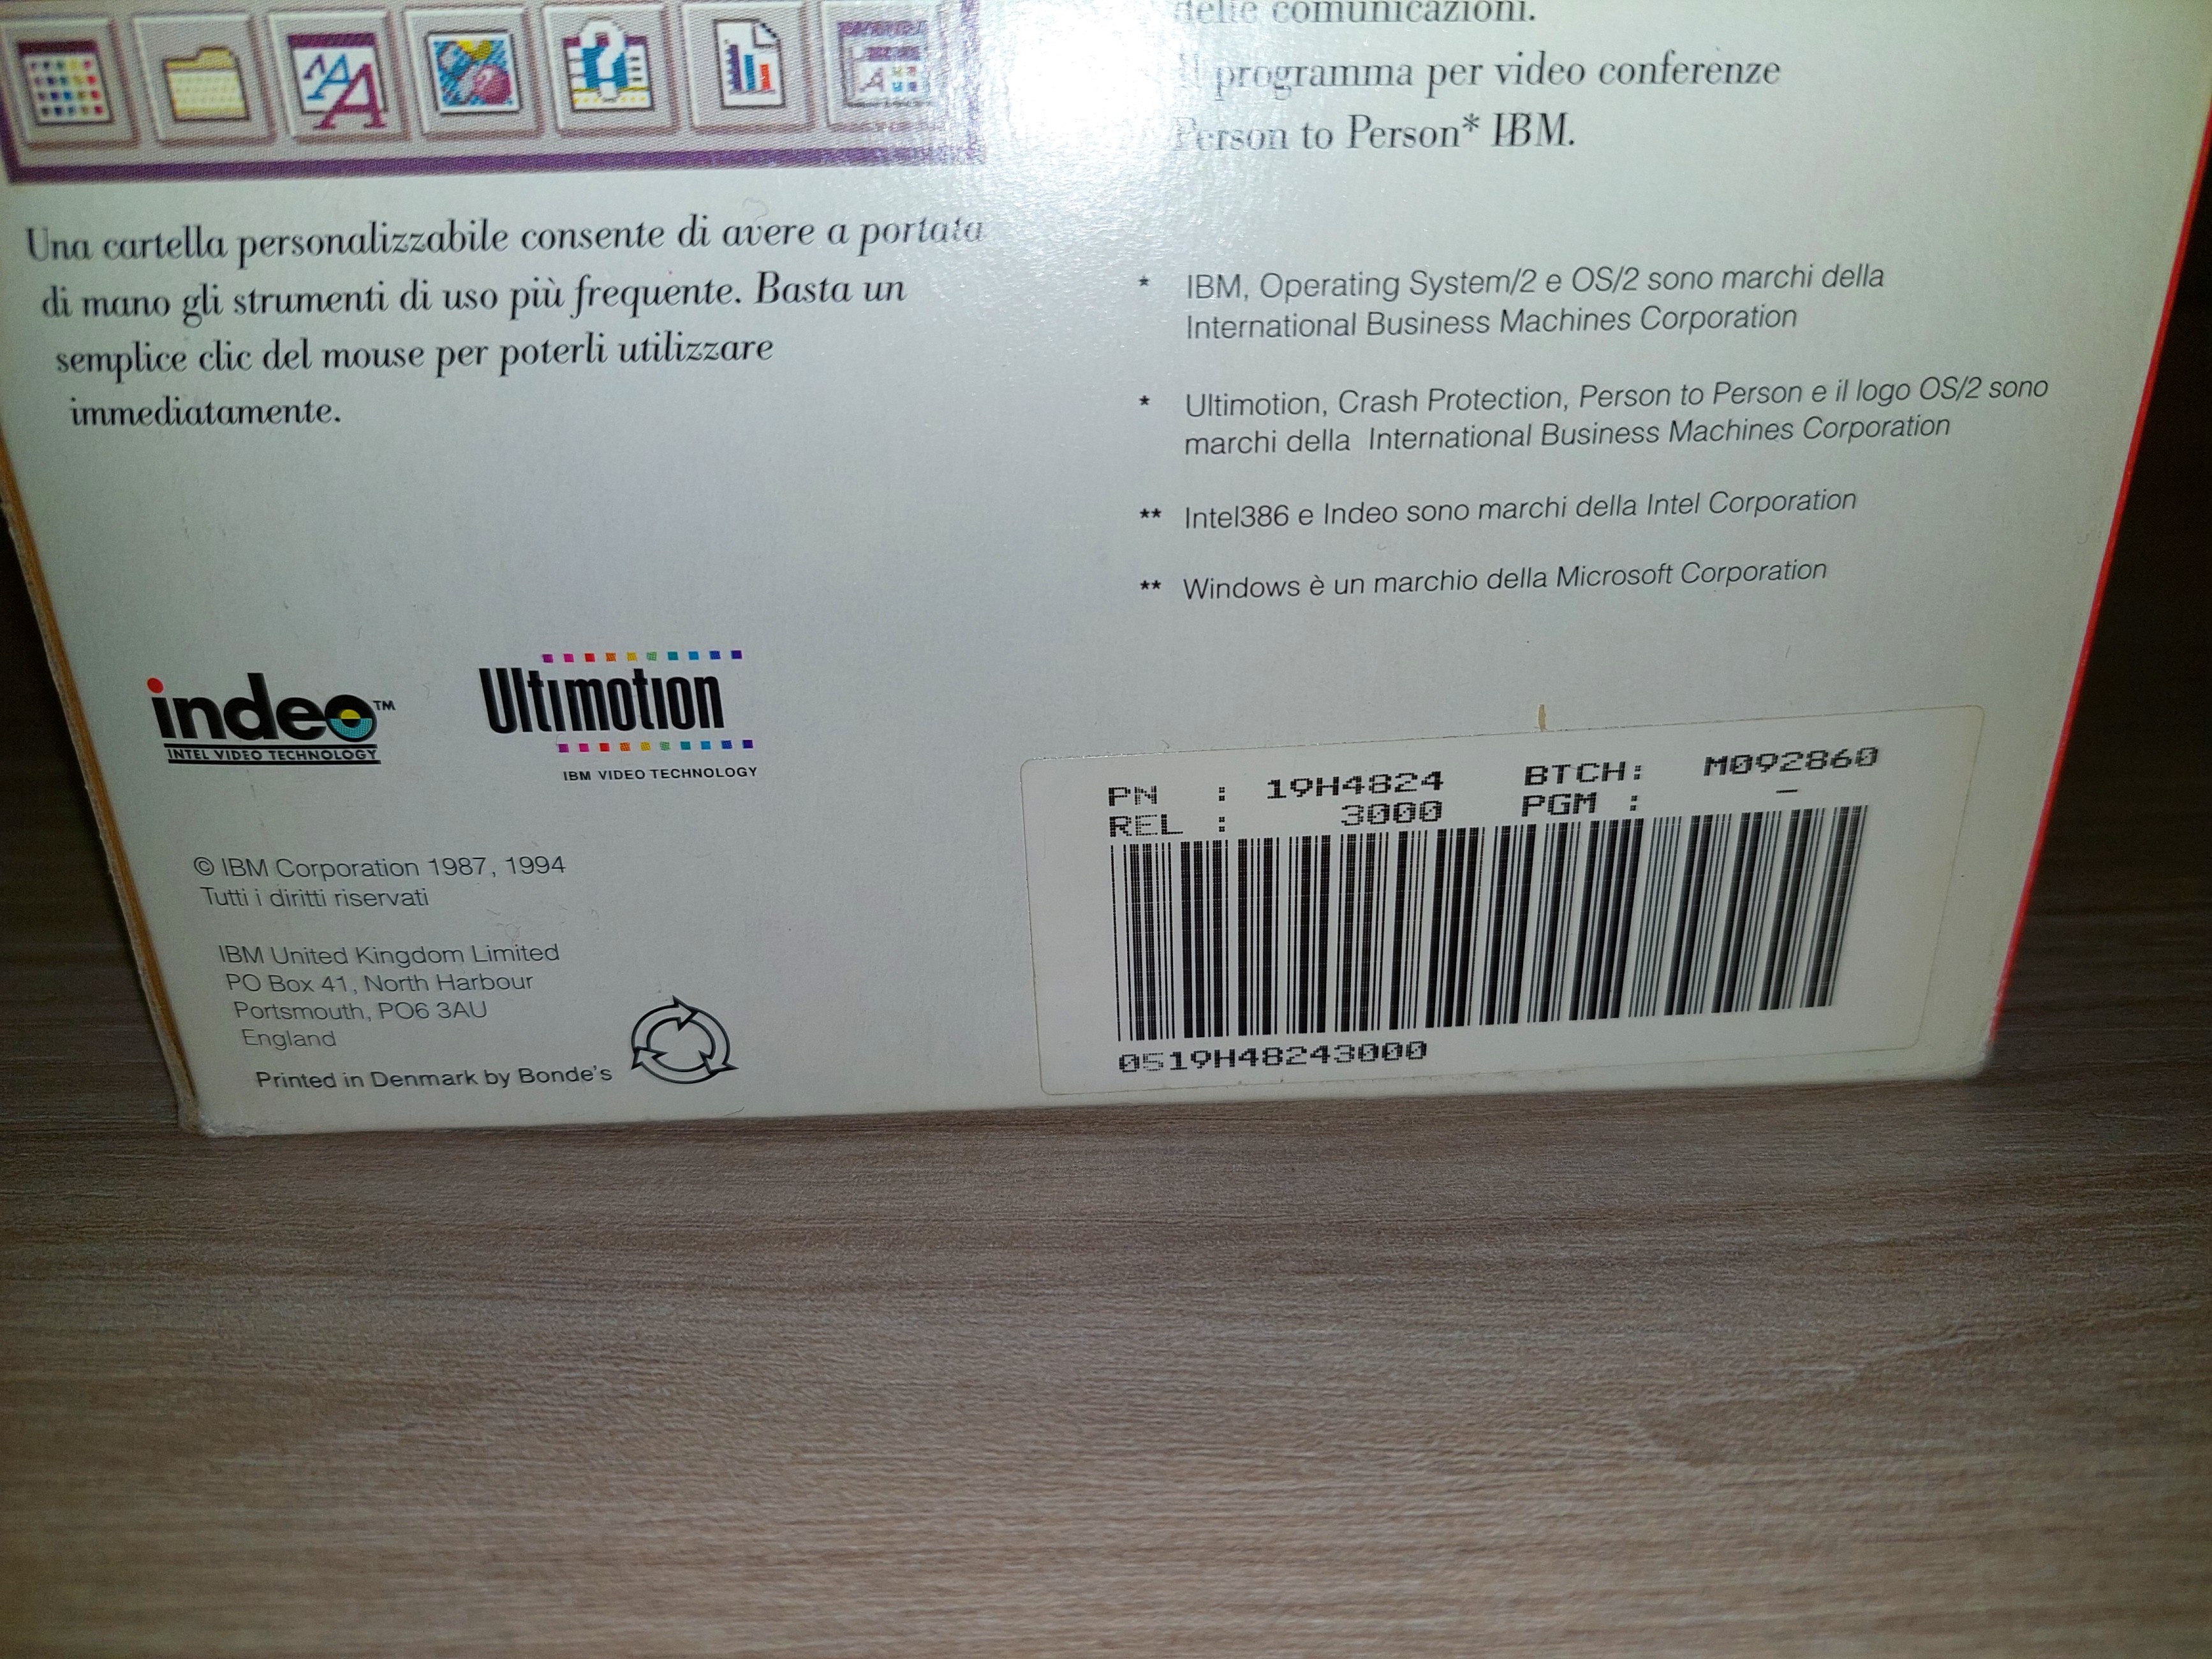 Una cartella personalizzabile consente di avere a portata
di mano gli strumenti di uso più frequente. Basta un
semplice clic del mouse per poterli utilizzare
immediatamente.
indeo™
INTEL VIDEO TECHNOLOGY
Ultimotion
IBM VIDEO TECHNOLOGY
© IBM Corporation 1987, 1994
Tutti i diritti riservati
IBM United Kingdom Limited
PO Box 41, North Harbour
Portsmouth, PO6 3AU
England
Printed in Denmark by Bonde's
delle comunicazioni.
Il programma per video conferenze
Person to Person* IBM.
* IBM, Operating System/2 e OS/2 sono marchi della
International Business Machines Corporation
* Ultimotion, Crash Protection, Person to Person e il logo OS/2 sono
marchi della International Business Machines Corporation
** Intel386 e Indeo sono marchi della Intel Corporation
** Windows è un marchio della Microsoft Corporation
PN : 19H4824 BTCH: M092860
REL : 3000 PGM : –
0519H48243000